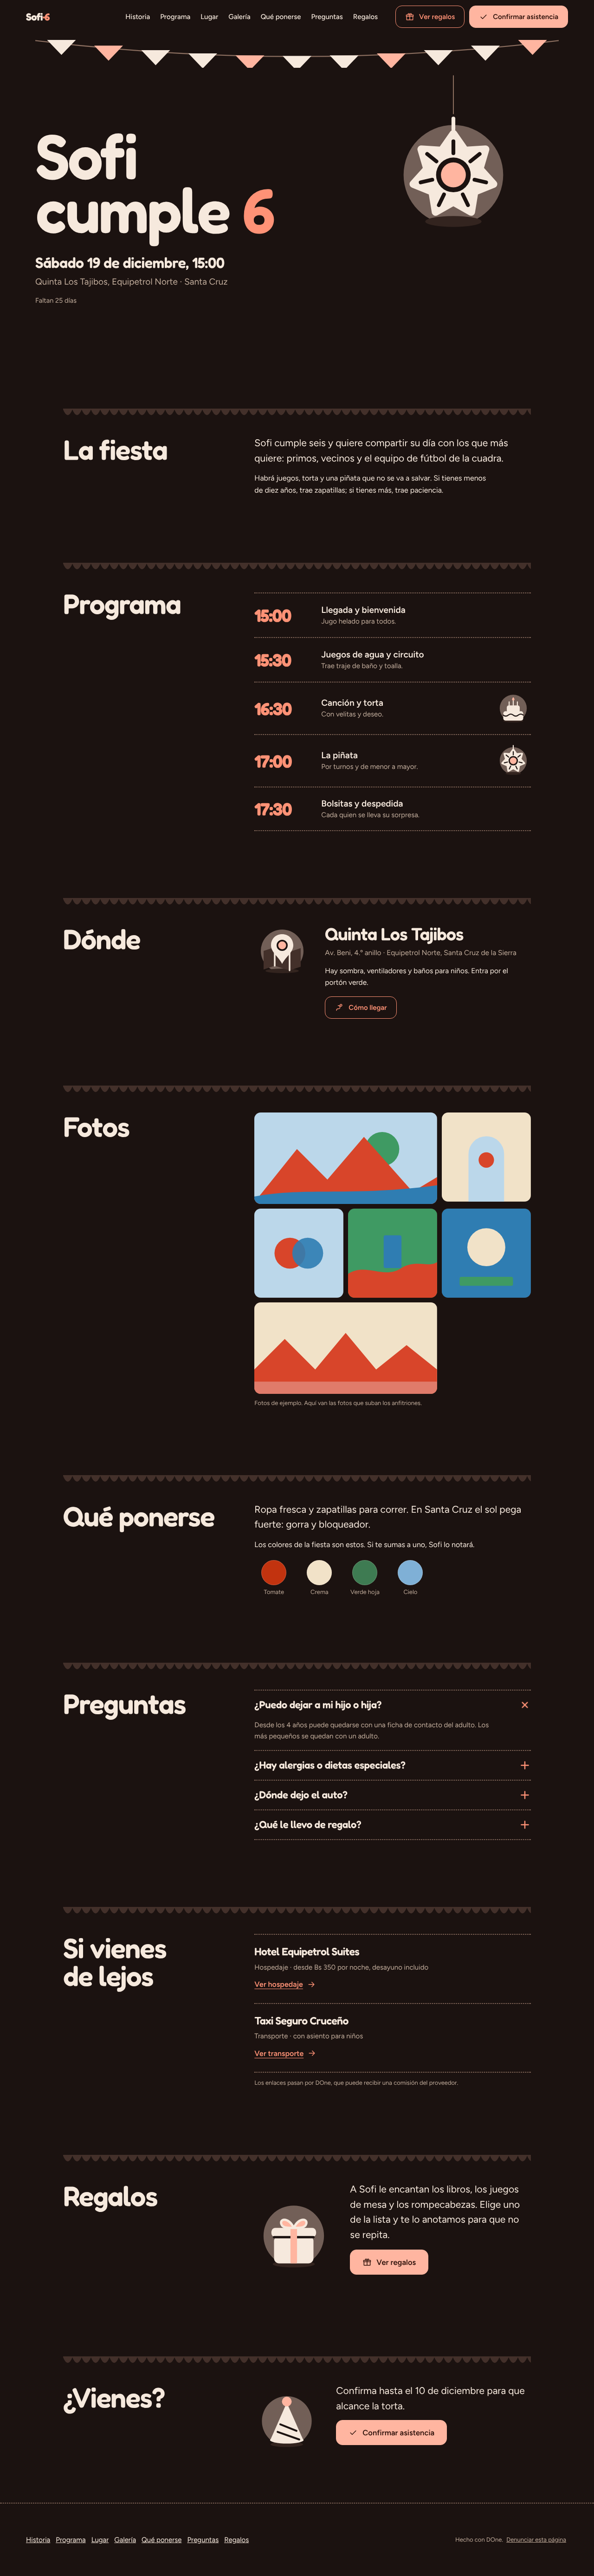 Sofi·6
Historia Programa Lugar Galería Qué ponerse Preguntas Regalos Ver regalos Confirmar asistencia
Sofi
cumple 6
Sábado 19 de diciembre, 15:00
Quinta Los Tajibos, Equipetrol Norte · Santa Cruz
Faltan 25 días
La fiesta
Sofi cumple seis y quiere compartir su día con los que más
quiere: primos, vecinos y el equipo de fútbol de la cuadra.
Habrá juegos, torta y una piñata que no se va a salvar. Si tienes menos
de diez años, trae zapatillas; si tienes más, trae paciencia.
Programa
15:00
Llegada y bienvenida
Jugo helado para todos.
15:30
Juegos de agua y circuito
Trae traje de baño y toalla.
16:30
Canción y torta
Con velitas y deseo.
17:00
La piñata
Por turnos y de menor a mayor.
17:30
Bolsitas y despedida
Cada quien se lleva su sorpresa.
Dónde
Quinta Los Tajibos
Av. Beni, 4.º anillo · Equipetrol Norte, Santa Cruz de la Sierra
Hay sombra, ventiladores y baños para niños. Entra por el
portón verde.
Cómo llegar
Fotos
Fotos de ejemplo. Aquí van las fotos que suban los anfitriones.
Qué ponerse
Ropa fresca y zapatillas para correr. En Santa Cruz el sol pega
fuerte: gorra y bloqueador.
Los colores de la fiesta son estos. Si te sumas a uno, Sofi lo notará.
Tomate Crema Verde hoja Cielo
Preguntas
¿Puedo dejar a mi hijo o hija?
Desde los 4 años puede quedarse con una ficha de contacto del adulto. Los
más pequeños se quedan con un adulto.
¿Hay alergias o dietas especiales?
¿Dónde dejo el auto?
¿Qué le llevo de regalo?
Si vienes
de lejos
Hotel Equipetrol Suites
Hospedaje · desde Bs 350 por noche, desayuno incluido
Ver hospedaje
Taxi Seguro Cruceño
Transporte · con asiento para niños
Ver transporte
Los enlaces pasan por DOne, que puede recibir una comisión del proveedor.
Regalos
A Sofi le encantan los libros, los juegos
de mesa y los rompecabezas. Elige uno
de la lista y te lo anotamos para que no
se repita.
Ver regalos
¿Vienes?
Confirma hasta el 10 de diciembre para que
alcance la torta.
Confirmar asistencia
Historia Programa Lugar Galería Qué ponerse Preguntas Regalos
Hecho con DOne. Denunciar esta página